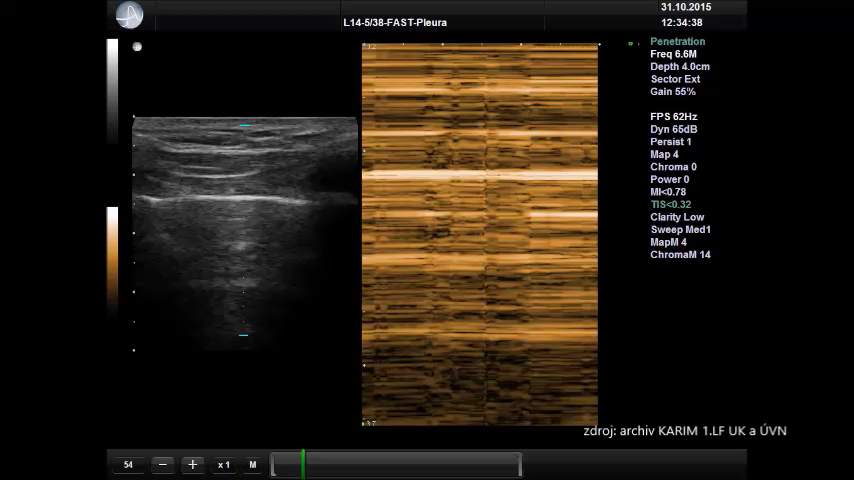 31.10.2015
L14-5/38-FAST-Pleura
12:34:38
Penetration
Freq 6.6M
Depth 4.0cm
Sector Ext
Gain 55%
FPS 62Hz
Dyn 65dB
Persist 1
Map 4
Chroma 0
Power 0
MI<0.78
TIS<0.32
Clarity Low
Sweep Med1
MapM 4
ChromaM 14
3.7
zdroj: archiv KARIM 1.LF UK a ÚVN
54
x 1
M